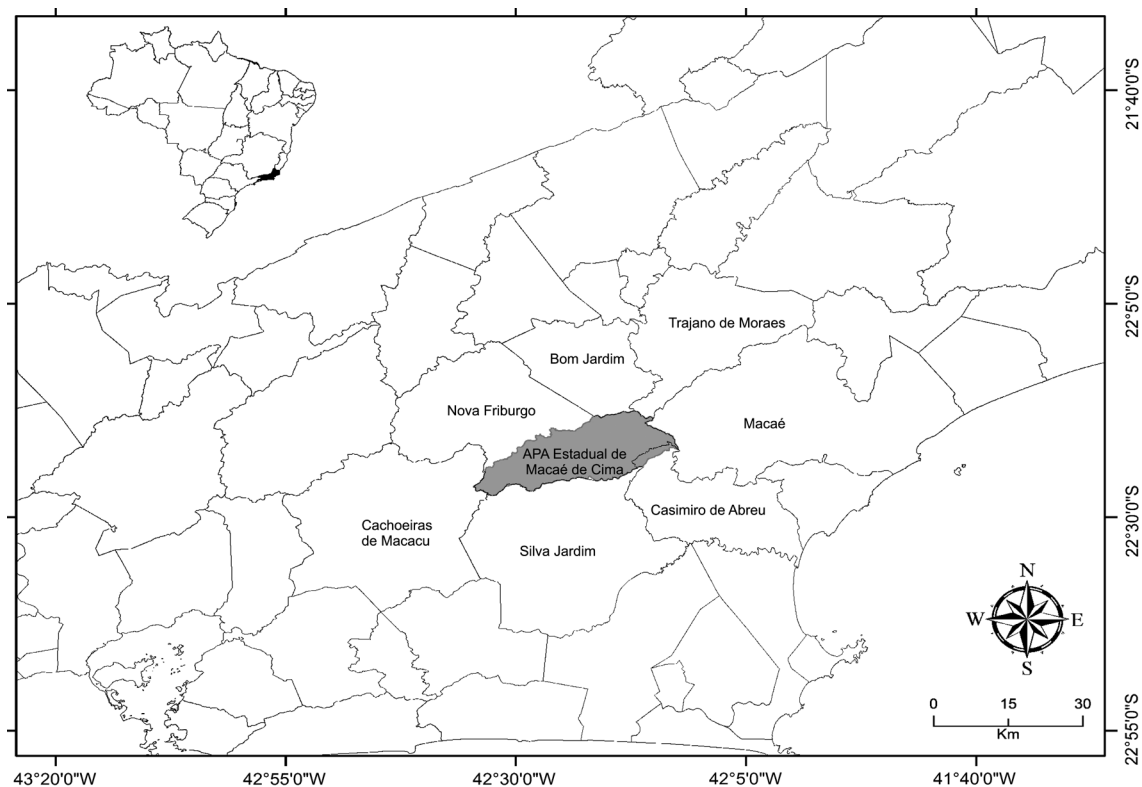 21°40'0"S
Trajano de Moraes
22°5'0"S
Bom Jardim
Nova Friburgo
Macaé
APA Estadual de
Macaé de Cima
Casimiro de Abreu
22°30'0"S
Cachoeiras
de Macacu
Silva Jardim
N
W
E
S
0 15 30
Km
22°55'0"S
43°20'0"W 42°55'0"W 42°30'0"W 42°5'0"W 41°40'0"W